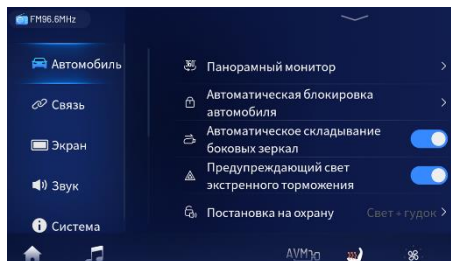 FM96.6MHz
Автомобиль
Связь
Экран
Звук
Система
360°
Панорамный монитор
Автоматическая блокировка
автомобиля
Автоматическое складывание
боковых зеркал
Предупреждающий свет
экстренного торможения
Постановка на охрану
Свет+гудок
AVM